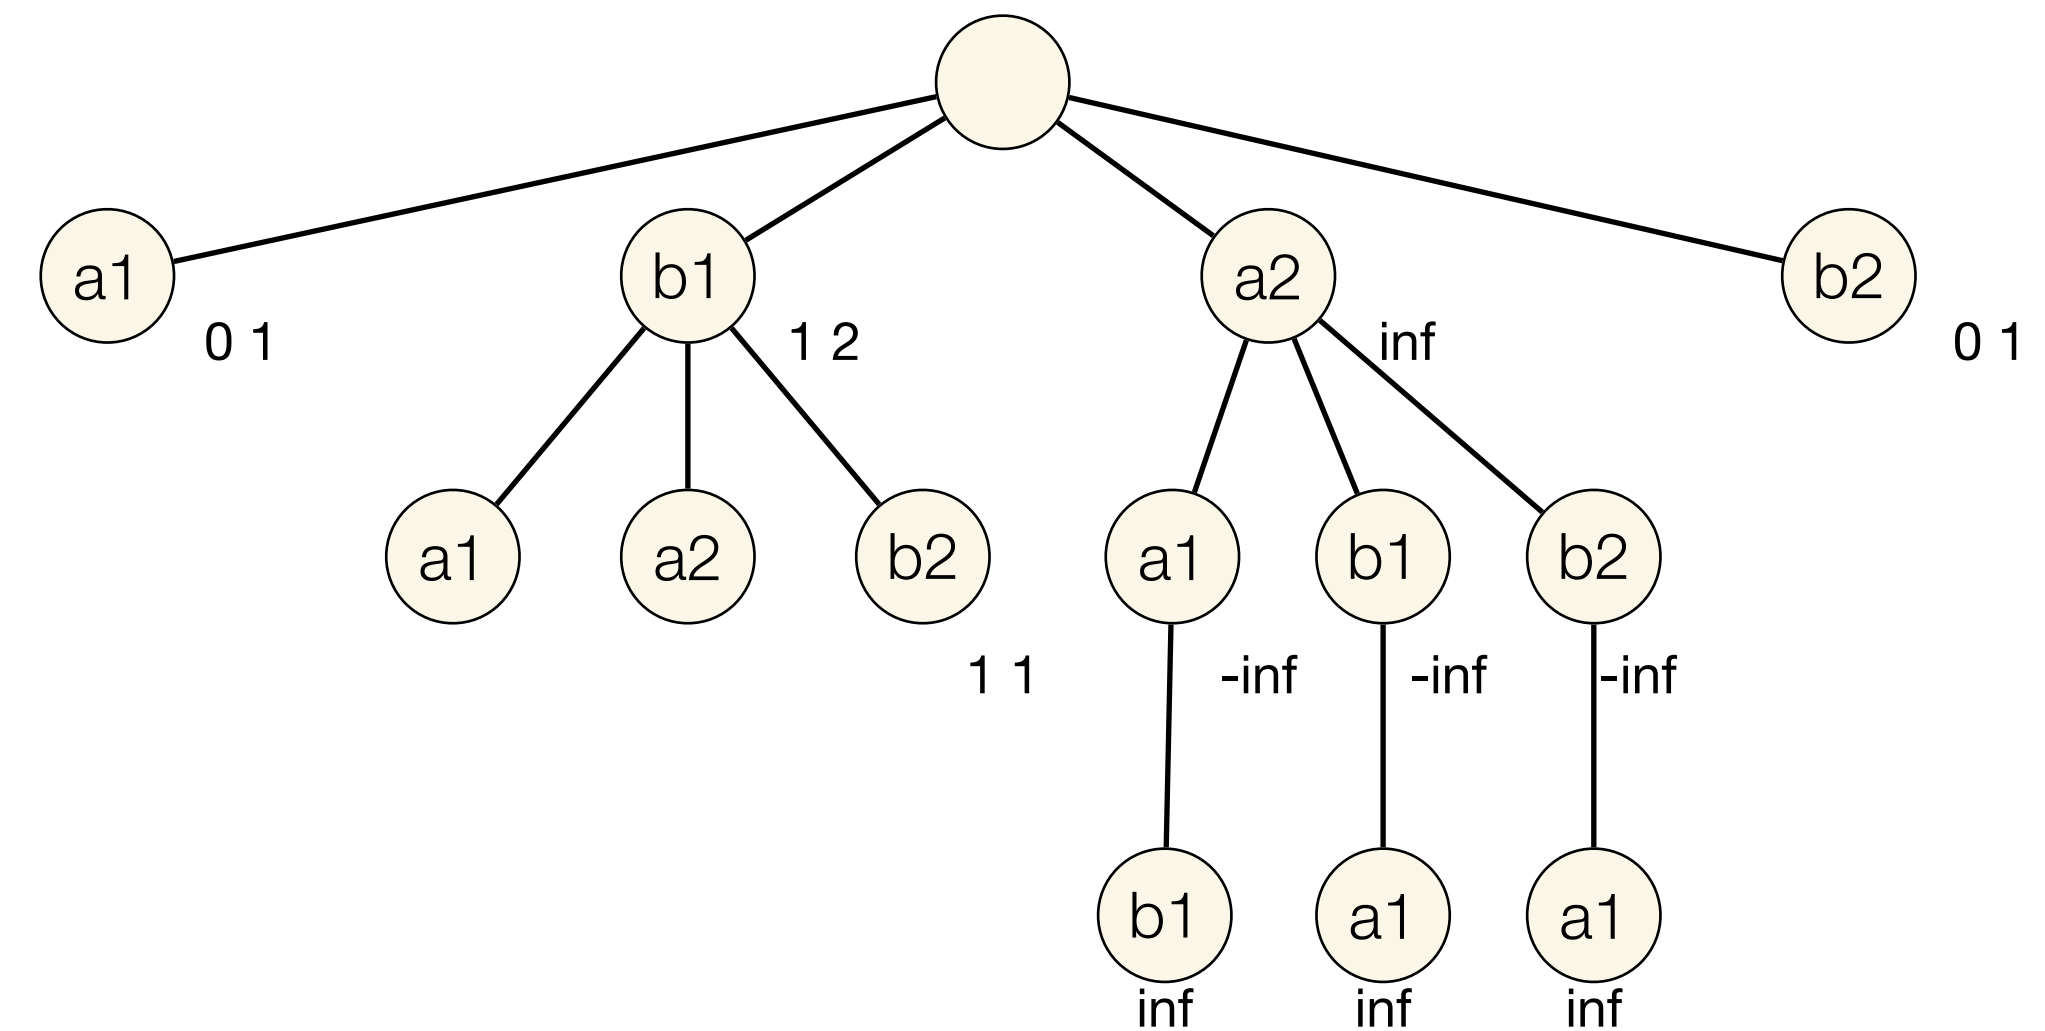 a1 b1 a2 b2
0 1 1 2 inf 0 1
a1 a2 b2 a1 b1 b2
1 1 -inf -inf -inf
b1 a1 a1
inf inf inf